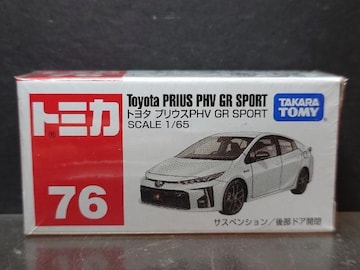 トミカ
®
76
Toyota PRIUS PHV GR SPORT
トヨタ プリウスPHV GR SPORT
SCALE 1/65
TAKARA
TOMY
サスペンション/後部ドア開閉